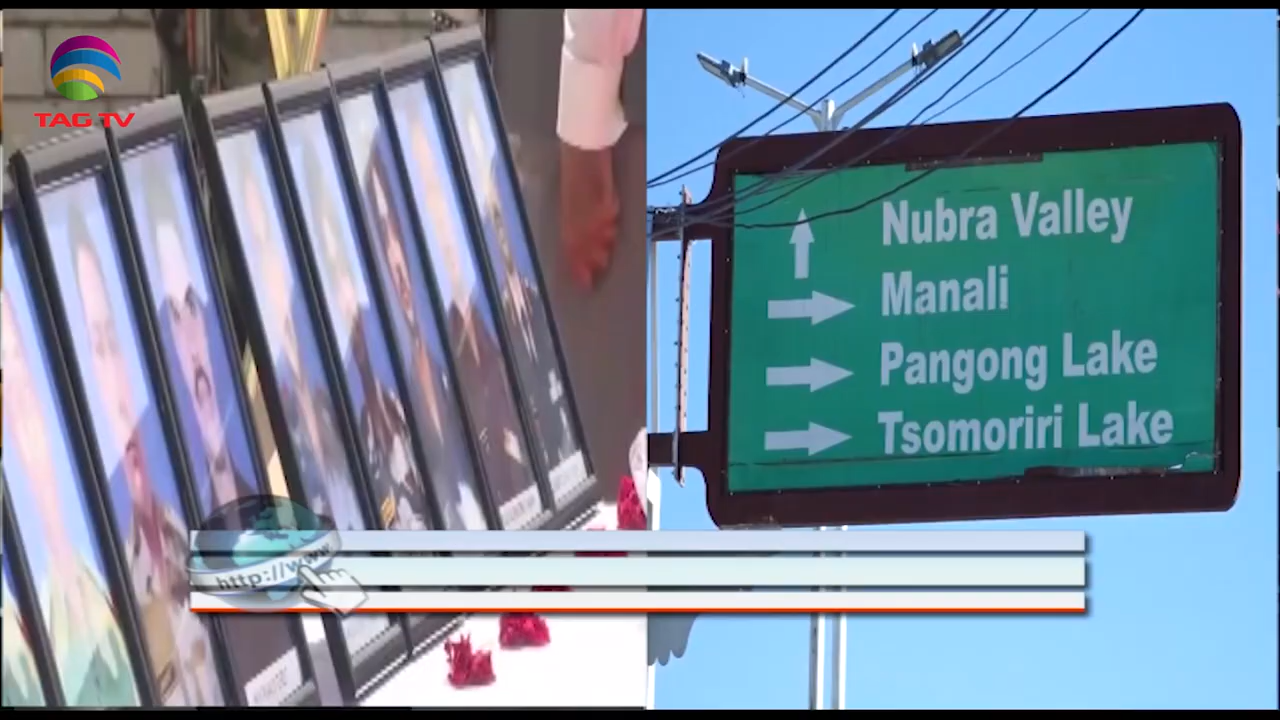 TAG TV
Nubra Valley
Manali
Pangong Lake
Tsomoriri Lake
http://www